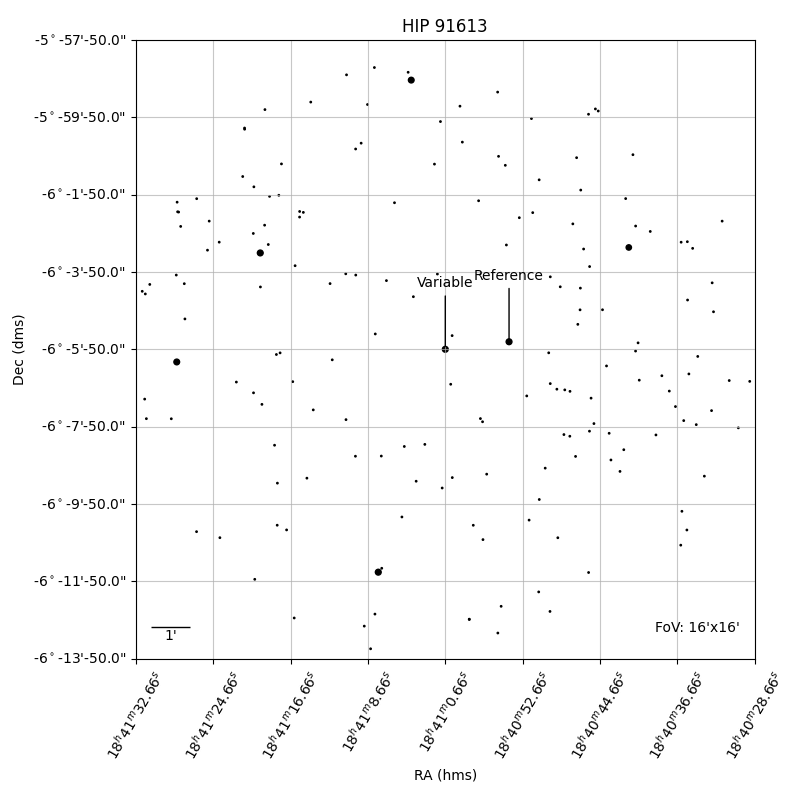 HIP 91613
-5°-57'-50.0"
-5°-59'-50.0"
-6°-1'-50.0"
-6°-3'-50.0"
-6°-5'-50.0"
-6°-7'-50.0"
-6°-9'-50.0"
-6°-11'-50.0"
-6°-13'-50.0"
Dec (dms)
Variable
Reference
1'
FoV: 16'x16'
18h41m32.66s
18h41m24.66s
18h41m16.66s
18h41m8.66s
18h41m0.66s
18h40m52.66s
18h40m44.66s
18h40m36.66s
18h40m28.66s
RA (hms)